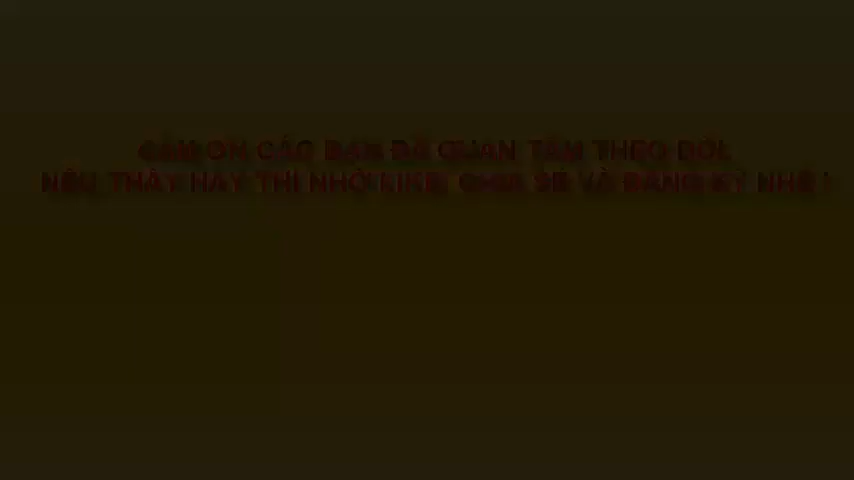 CẢM ƠN CÁC BẠN ĐÃ QUAN TÂM THEO DÕI
NẾU THẤY HAY THÌ NHỚ LIKE, CHIA SẺ VÀ ĐĂNG KÝ NHÉ !